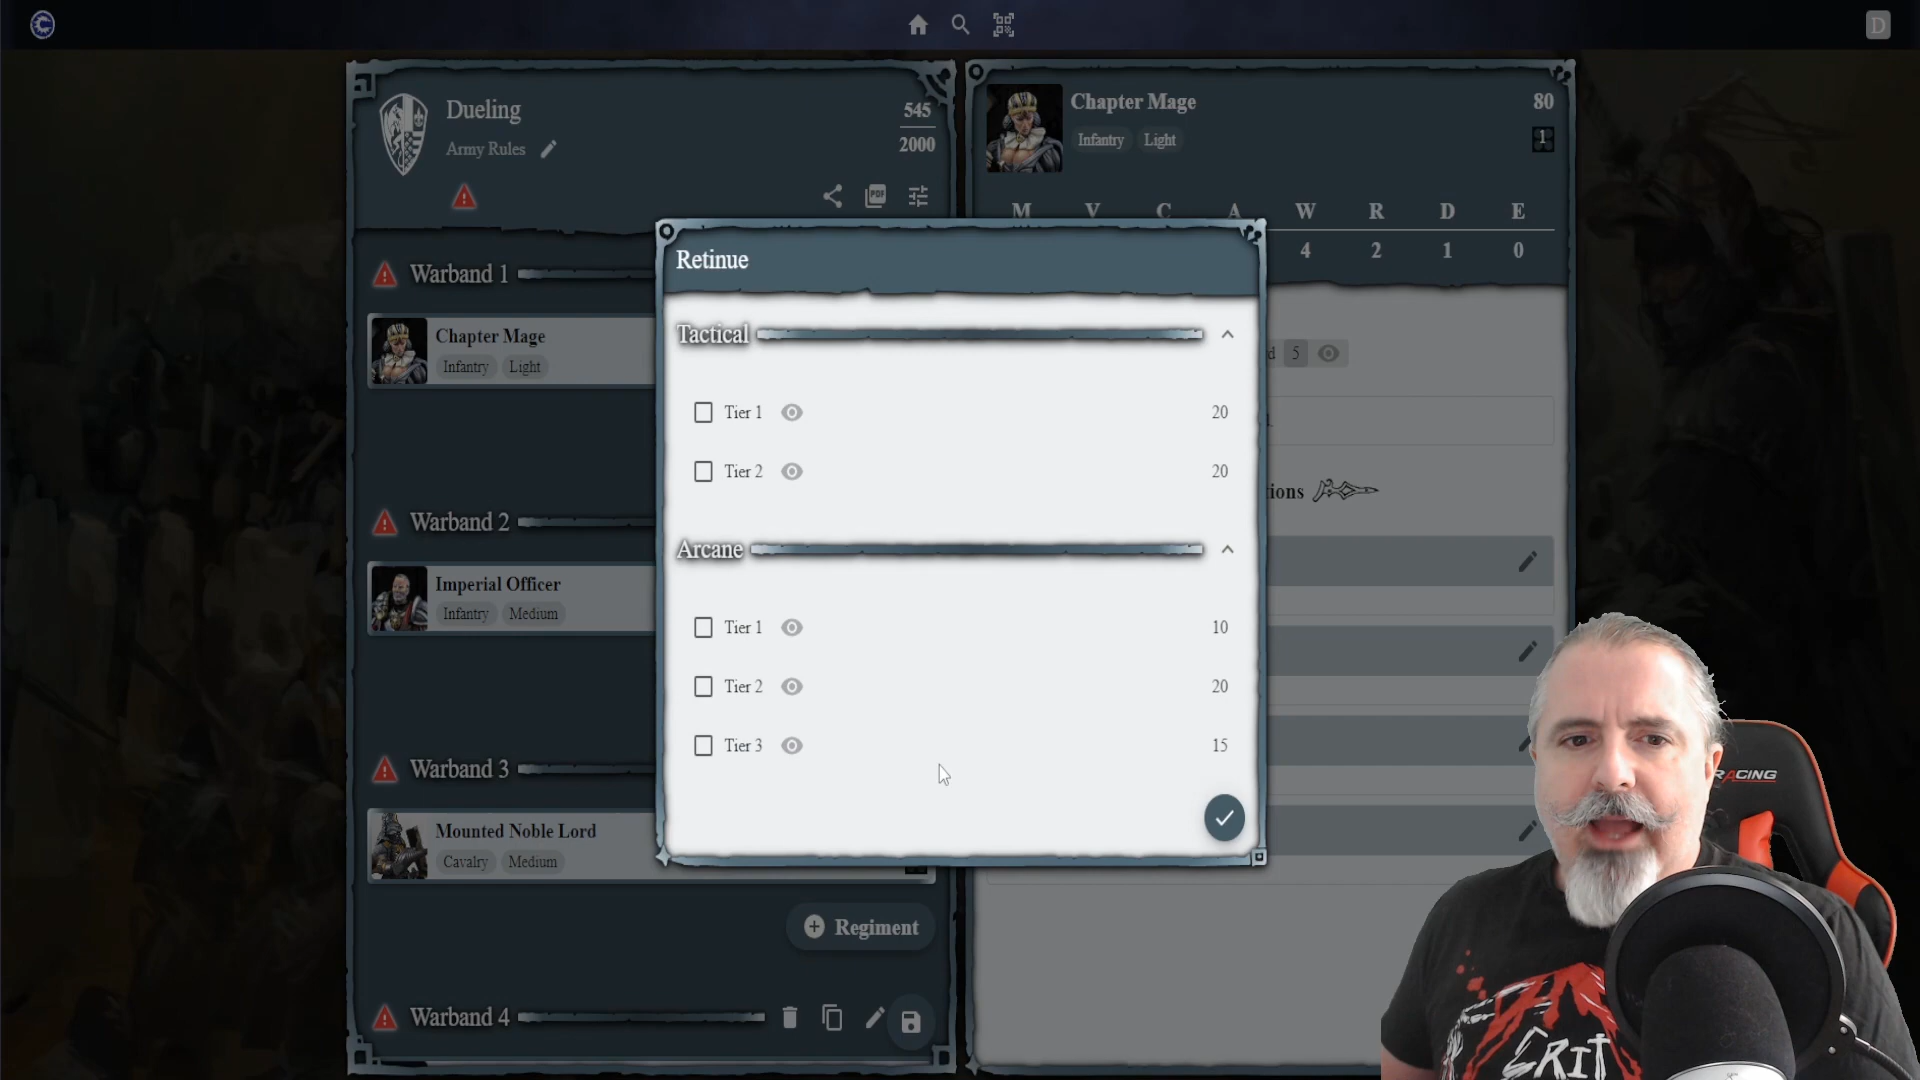 D
Dueling
545
Army Rules
2000
PDF
Warband 1
Chapter Mage
Infantry Light
Warband 2
Imperial Officer
Infantry Medium
Warband 3
Mounted Noble Lord
Cavalry Medium
Regiment
Warband 4
Chapter Mage
80
Infantry Light
1
M V C A W R D E
4 2 1 0
5
Retinue
Tactical
Tier 1 20
Tier 2 20
Arcane
Tier 1 10
Tier 2 20
Tier 3 15
RACING
CRIT